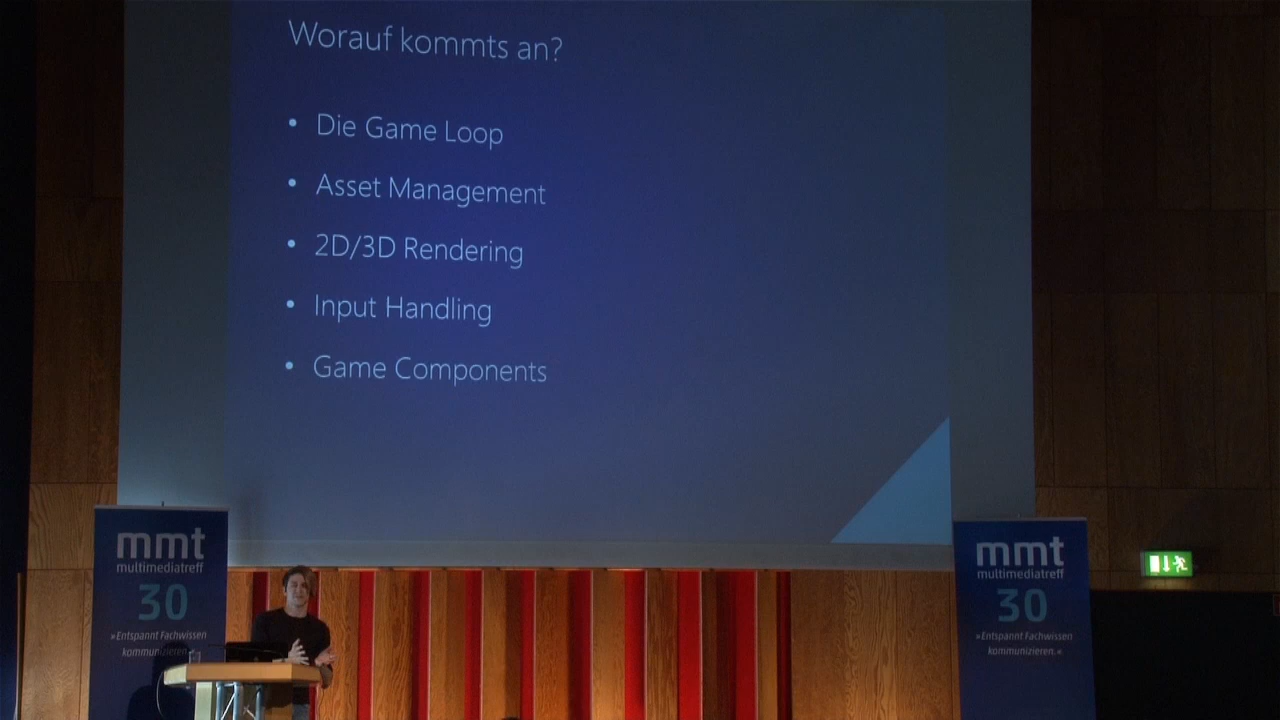 Worauf kommts an?
• Die Game Loop
• Asset Management
• 2D/3D Rendering
• Input Handling
• Game Components
mmt
multimediatreff
30
»Entspannt Fachwissen
kommunizieren.«
mmt
multimediatreff
30
»Entspannt Fachwissen
kommunizieren.«